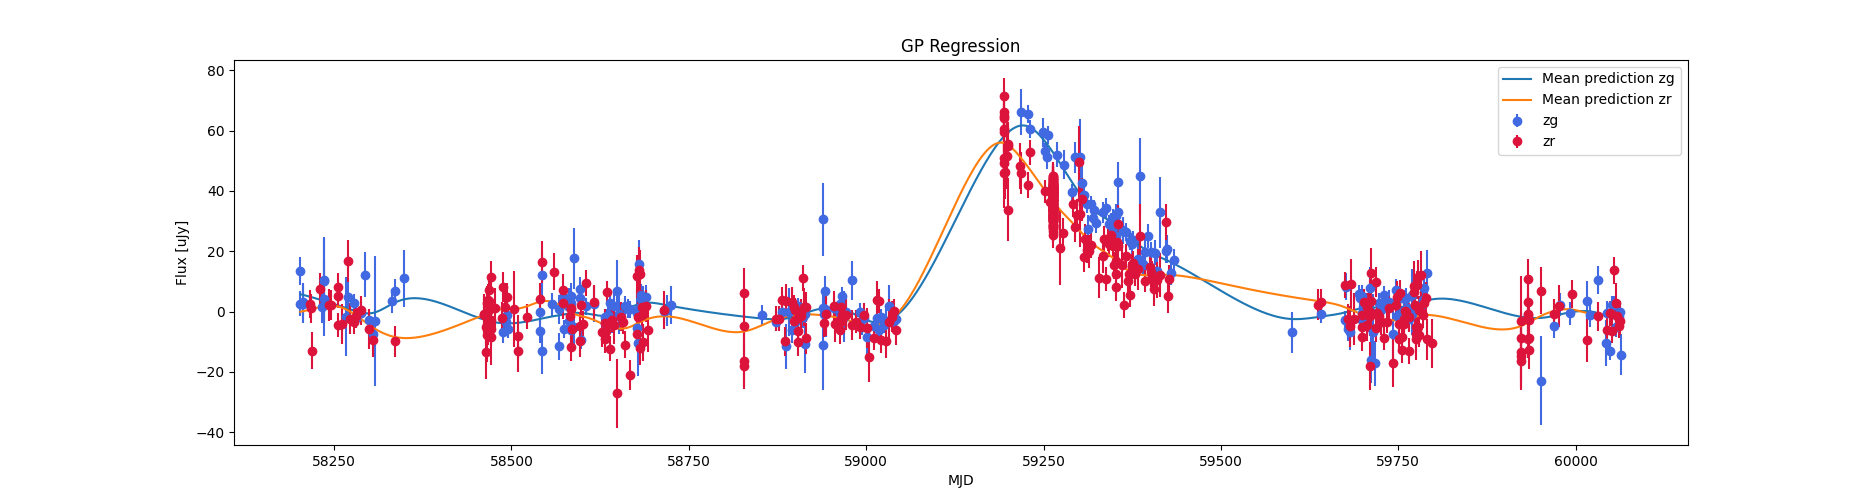 GP Regression
80
60
40
20
0
−20
−40
Flux [uJy]
58250
58500
58750
59000
59250
59500
59750
60000
MJD
Mean prediction zg
Mean prediction zr
zg
zr